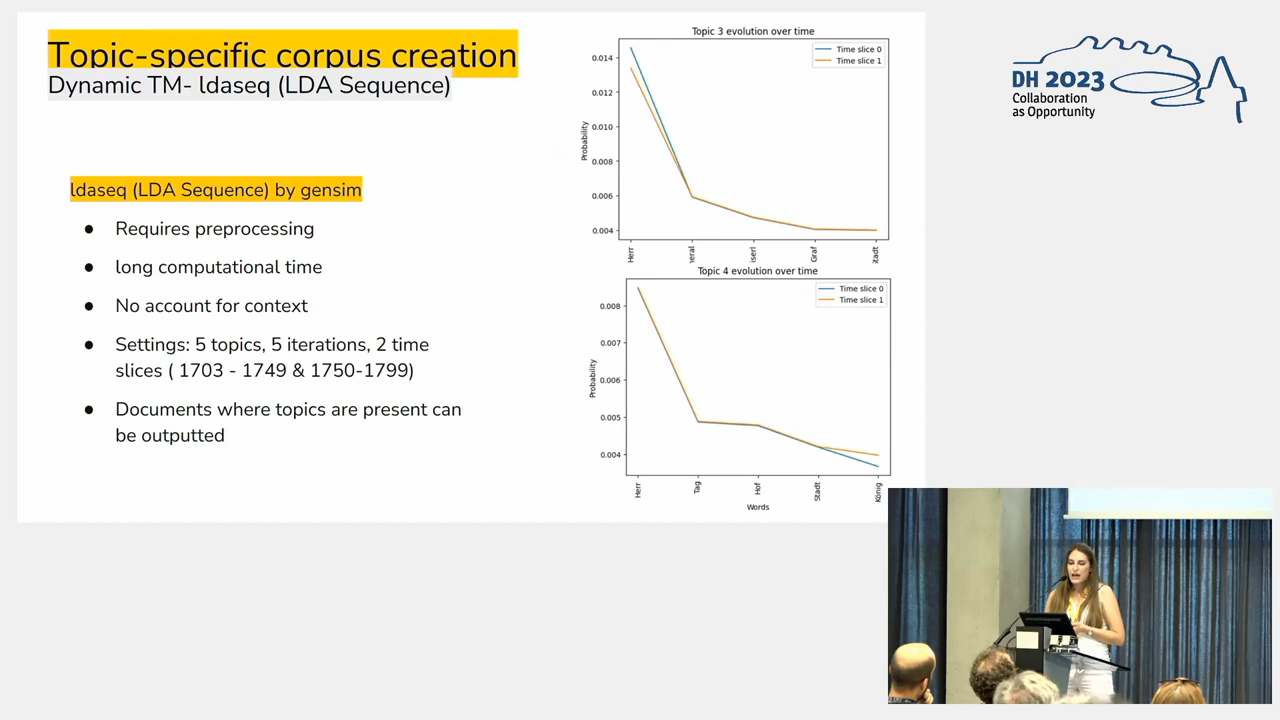 Topic-specific corpus creation
Dynamic TM- ldaseq (LDA Sequence)
ldaseq (LDA Sequence) by gensim
● Requires preprocessing
● long computational time
● No account for context
● Settings: 5 topics, 5 iterations, 2 time
slices ( 1703 - 1749 & 1750-1799)
● Documents where topics are present can
be outputted
Topic 3 evolution over time
Time slice 0
Time slice 1
Probability
0.014
0.012
0.010
0.008
0.006
0.004
Herr
Graf
Topic 4 evolution over time
Time slice 0
Time slice 1
Probability
0.008
0.007
0.006
0.005
0.004
Herr
Tag
Hof
Stadt
König
Words
DH 2023
Collaboration
as Opportunity